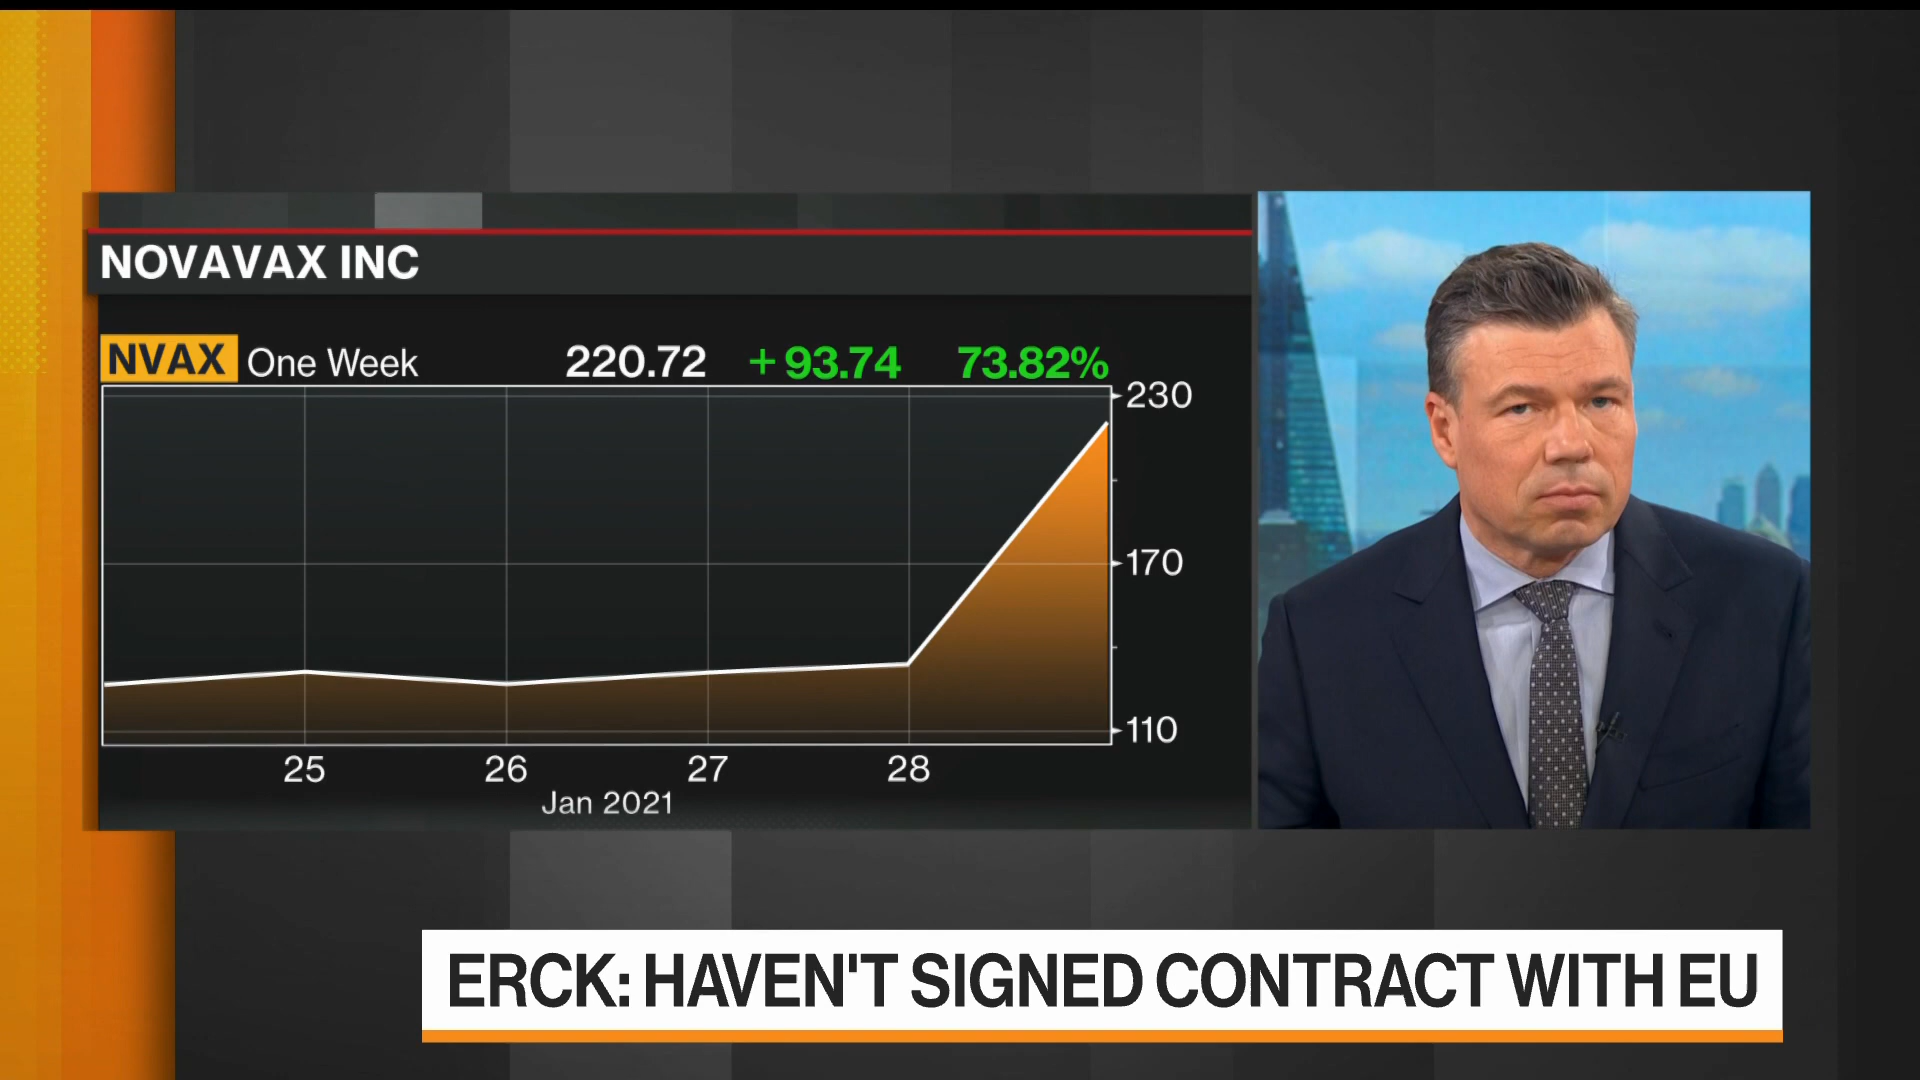 NOVAVAX INC
NVAX One Week 220.72 +93.74 73.82%
230
170
110
25 26 27 28
Jan 2021
ERCK: HAVEN'T SIGNED CONTRACT WITH EU